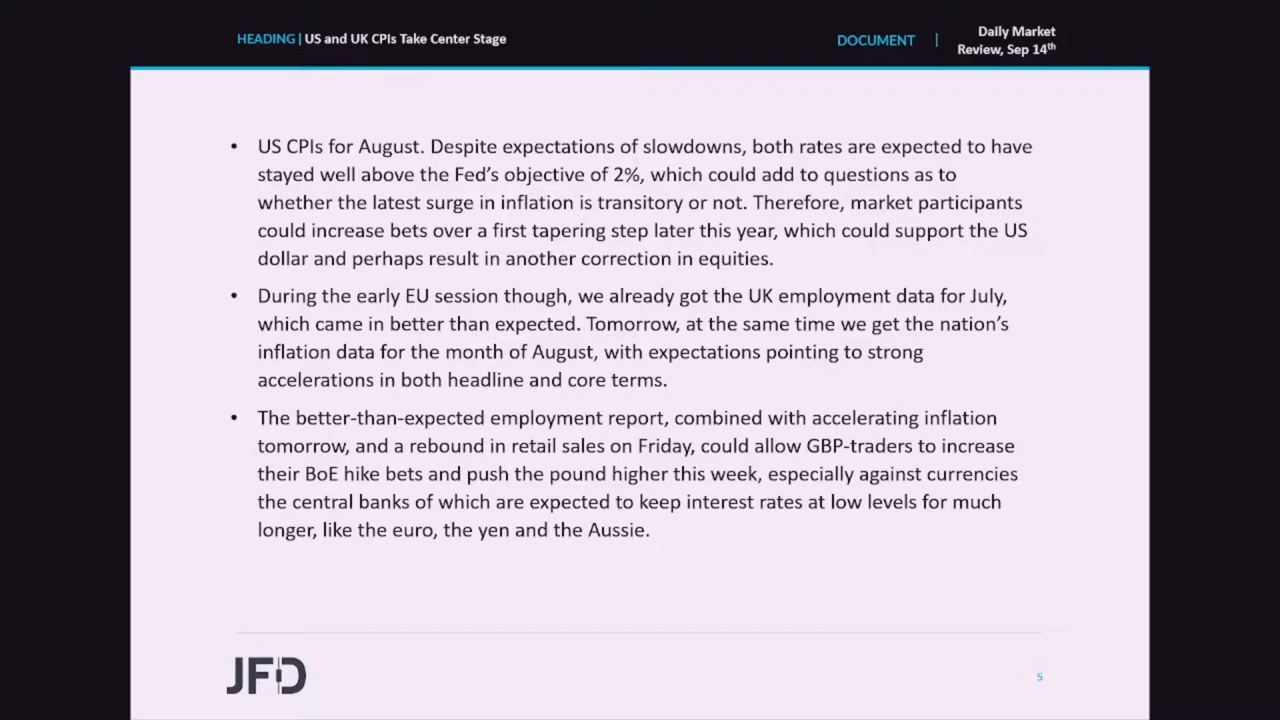 HEADING | US and UK CPIs Take Center Stage
DOCUMENT |
Daily Market
Review, Sep 14th
• US CPIs for August. Despite expectations of slowdowns, both rates are expected to have
stayed well above the Fed's objective of 2%, which could add to questions as to
whether the latest surge in inflation is transitory or not. Therefore, market participants
could increase bets over a first tapering step later this year, which could support the US
dollar and perhaps result in another correction in equities.
• During the early EU session though, we already got the UK employment data for July,
which came in better than expected. Tomorrow, at the same time we get the nation's
inflation data for the month of August, with expectations pointing to strong
accelerations in both headline and core terms.
• The better-than-expected employment report, combined with accelerating inflation
tomorrow, and a rebound in retail sales on Friday, could allow GBP-traders to increase
their BoE hike bets and push the pound higher this week, especially against currencies
the central banks of which are expected to keep interest rates at low levels for much
longer, like the euro, the yen and the Aussie.
JFD
5